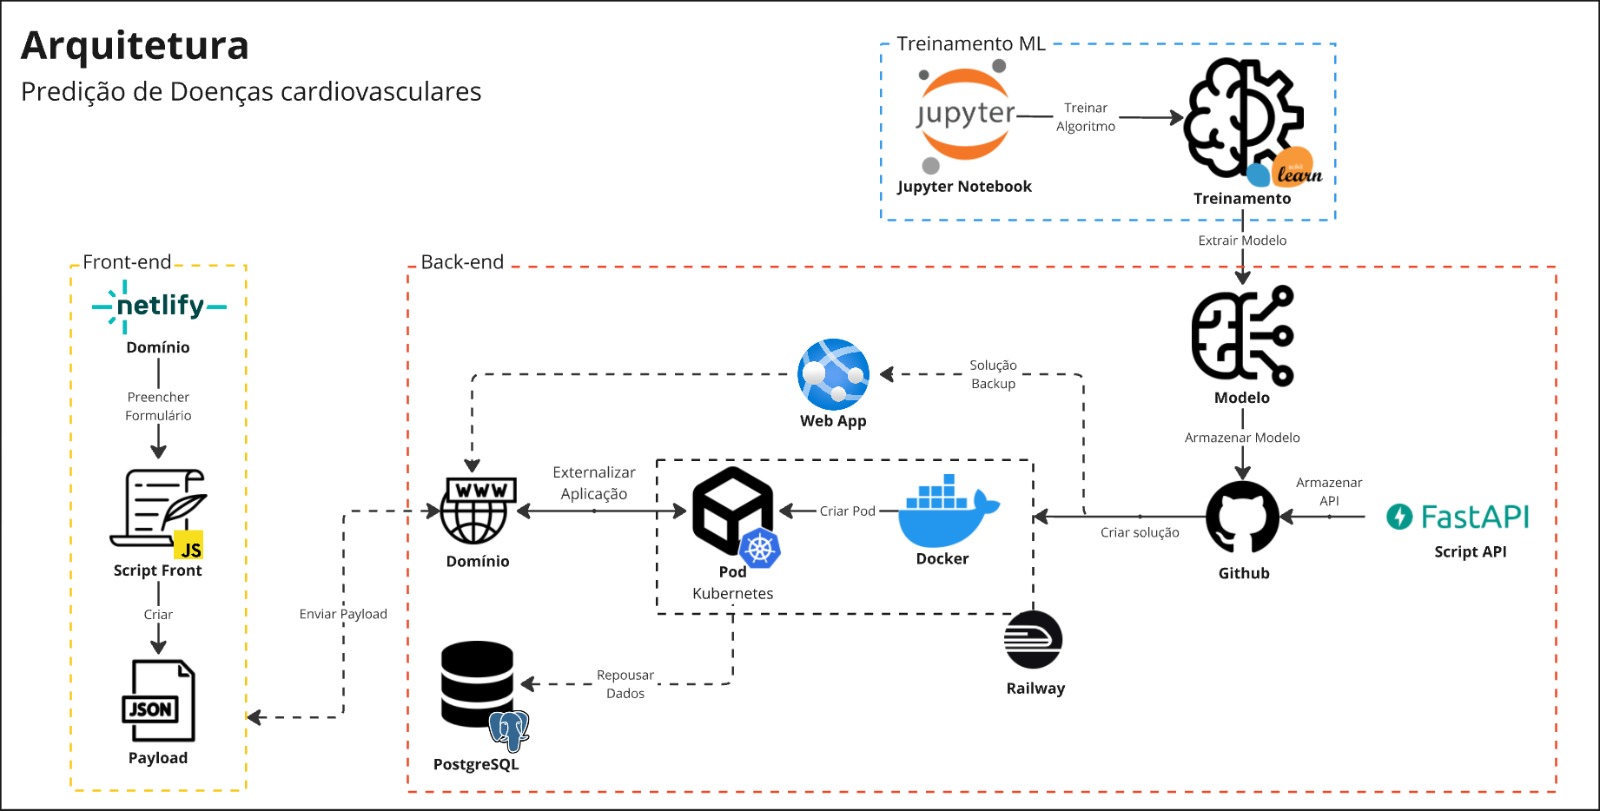 Arquitetura
Predição de Doenças cardiovasculares
Treinamento ML
jupyter
Jupyter Notebook
Treinar
Algoritmo
scikit
learn
Treinamento
Extrair Modelo
Front-end
netlify
Domínio
Preencher
Formulário
JS
Script Front
Criar
JSON
Payload
Enviar Payload
Back-end
Modelo
Armazenar Modelo
Solução
Backup
Web App
WWW
Domínio
Externalizar
Aplicação
Pod
Kubernetes
Criar Pod
Docker
Criar solução
Github
Armazenar
API
FastAPI
Script API
Railway
Repousar
Dados
PostgreSQL